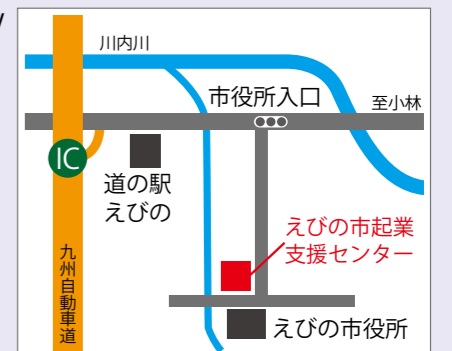 川内川
市役所入口
至小林
IC
道の駅
えびの
えびの市起業
支援センター
九州自動車道
えびの市役所